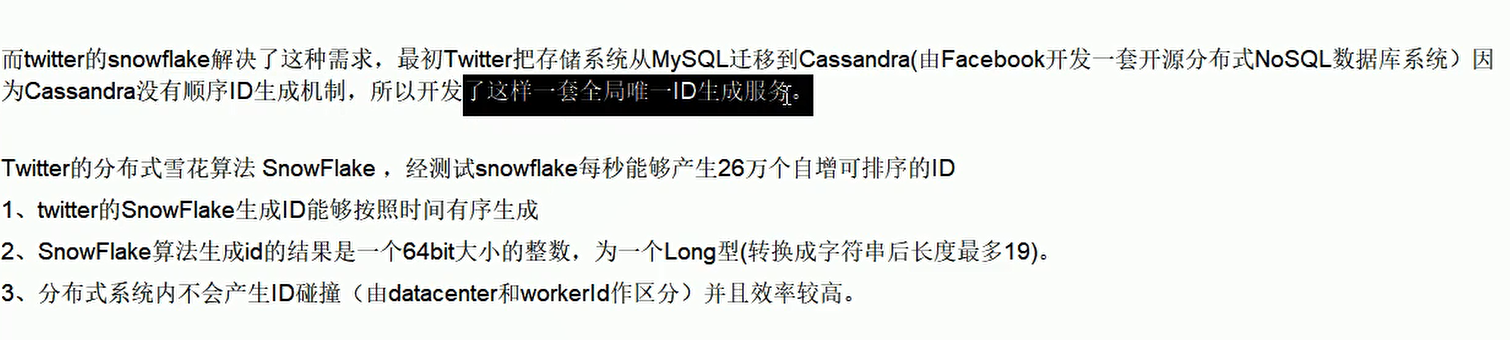 而twitter的snowflake解决了这种需求，最初Twitter把存储系统从MySQL迁移到Cassandra(由Facebook开发一套开源分布式NoSQL数据库系统）因
为Cassandra没有顺序ID生成机制，所以开发了这样一套全局唯一ID生成服务。
Twitter的分布式雪花算法 SnowFlake ，经测试snowflake每秒能够产生26万个自增可排序的ID
1、twitter的SnowFlake生成ID能够按照时间有序生成
2、SnowFlake算法生成id的结果是一个64bit大小的整数，为一个Long型(转换成字符串后长度最多19)。
3、分布式系统内不会产生ID碰撞（由datacenter和workerId作区分）并且效率较高。